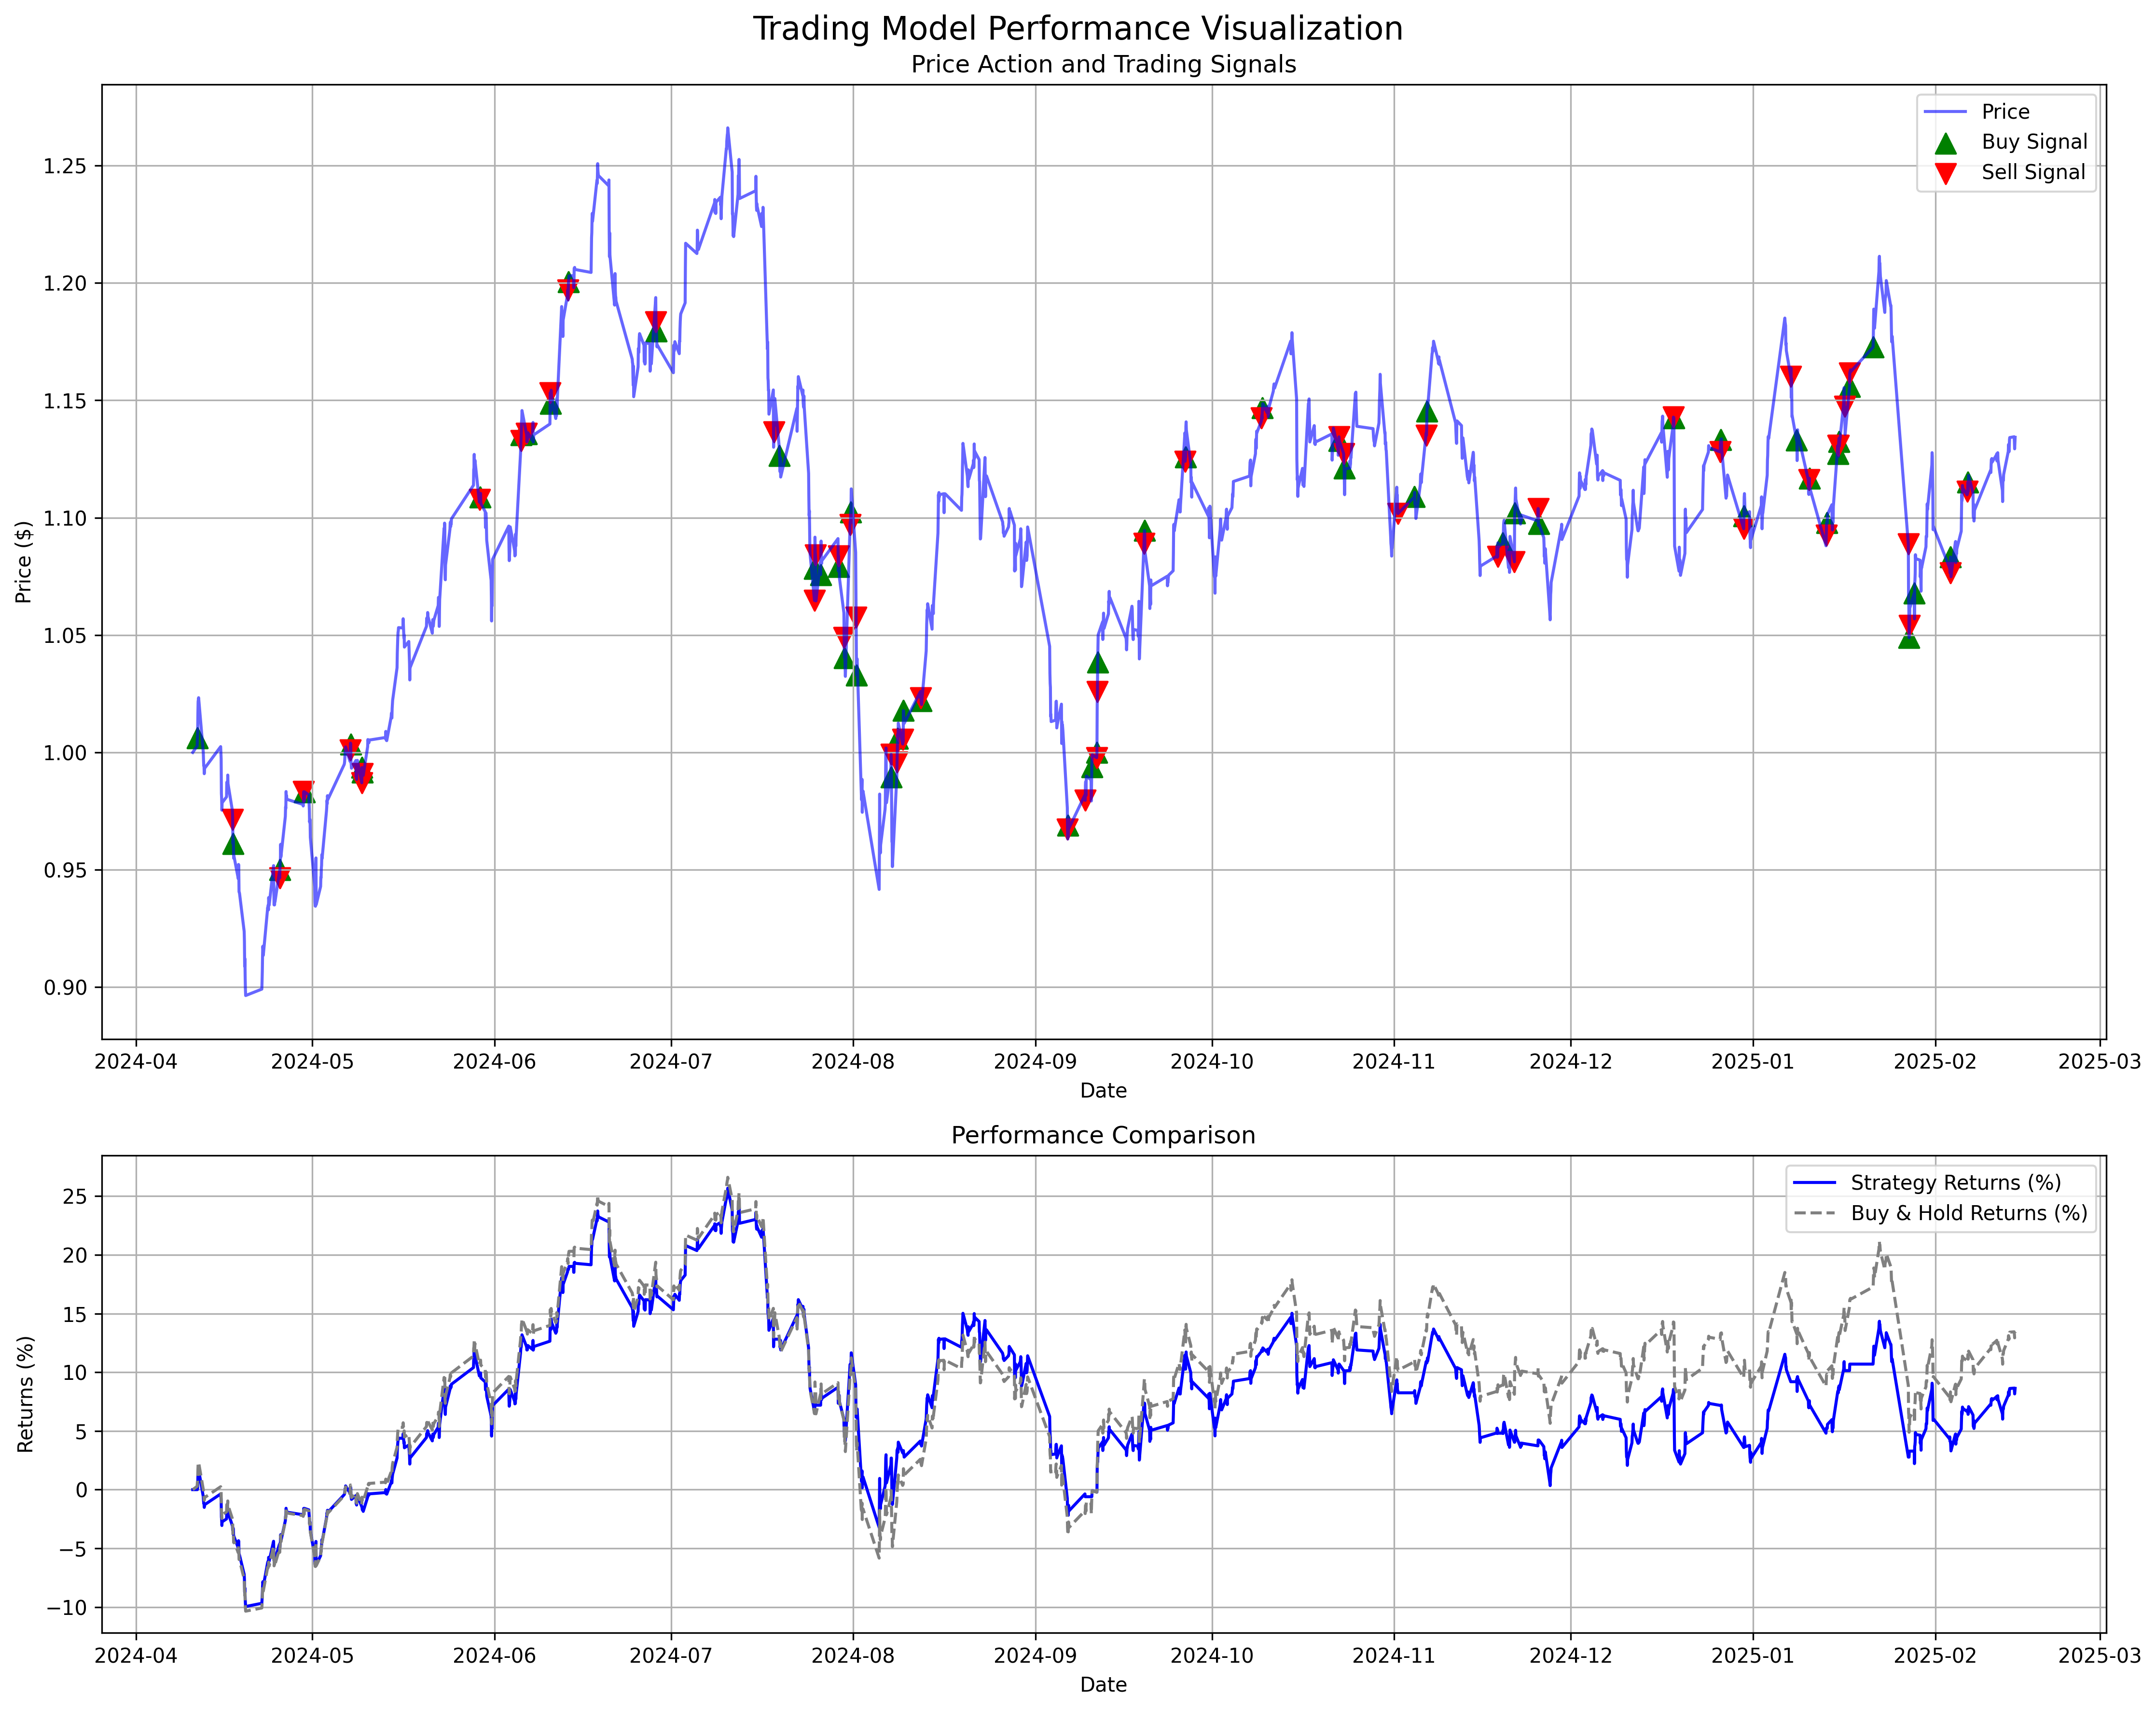 Trading Model Performance Visualization
Price Action and Trading Signals
Price
Buy Signal
Sell Signal
Price ($)
1.25
1.20
1.15
1.10
1.05
1.00
0.95
0.90
2024-04 2024-05 2024-06 2024-07 2024-08 2024-09 2024-10 2024-11 2024-12 2025-01 2025-02 2025-03
Date
Performance Comparison
Strategy Returns (%)
Buy & Hold Returns (%)
Returns (%)
25
20
15
10
5
0
−5
−10
2024-04 2024-05 2024-06 2024-07 2024-08 2024-09 2024-10 2024-11 2024-12 2025-01 2025-02 2025-03
Date